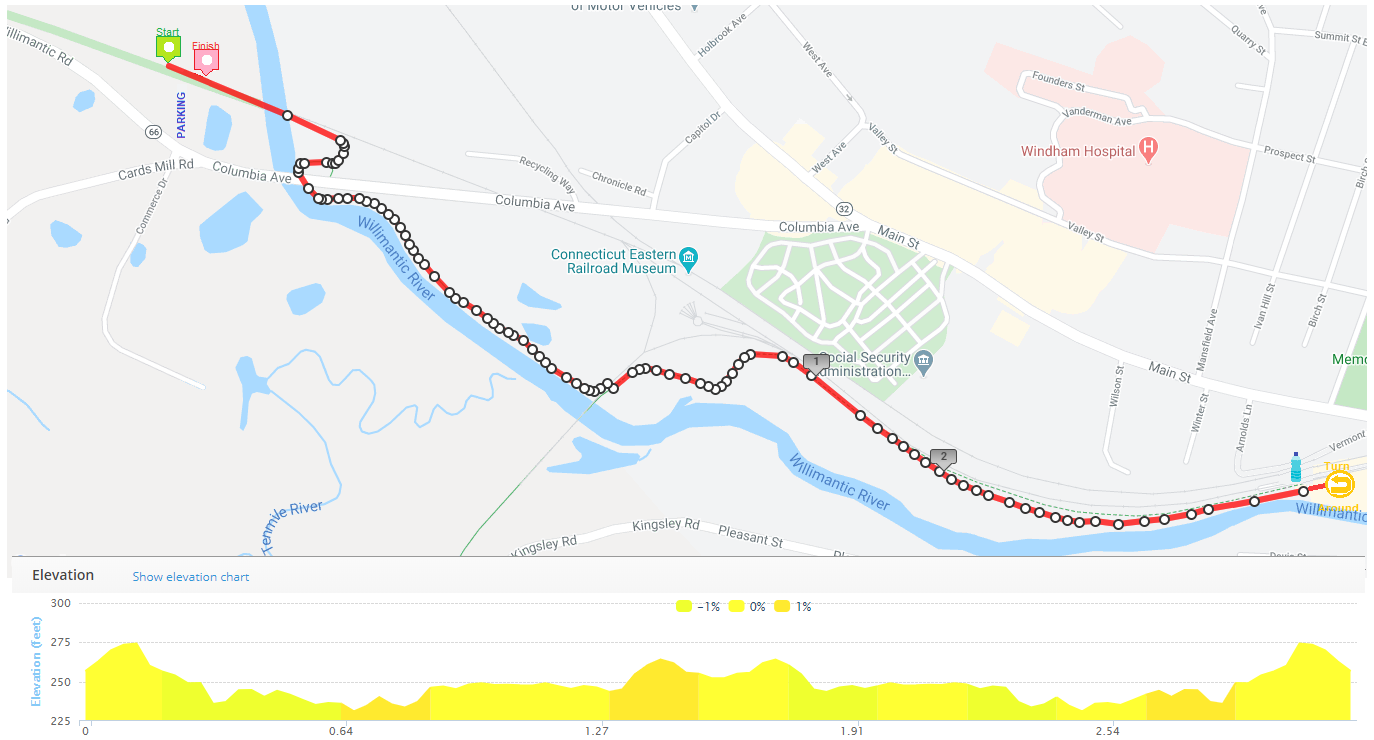 of Motor Vehicles
Start
Finish
Willimantic Rd
PARKING
66
Cards Mill Rd
Columbia Ave
Commerce Dr
Holbrook Ave
West Ave
Quarry St
Summit St E
Founders St
Vanderman Ave
Capitol Dr
Valley St
West Ave
Windham Hospital
H
Prospect St
Birch
Recycling Way
Chronicle Rd
Columbia Ave
32
Columbia Ave
Main St
Valley St
Willimantic River
Connecticut Eastern
Railroad Museum
Ivan Hill St
Birch St
Mansfield Ave
1
Social Security
Administration...
Main St
Memo
Wilson St
Winter St
Arnolds Ln
Vermont
2
Willimantic River
Turn
Around
Willimantic
Tenmile River
Kingsley Rd
Kingsley Rd
Pleasant St
Pl
Davis St
Elevation
Show elevation chart
Elevation (feet)
300
275
250
225
-1%
0%
1%
0
0.64
1.27
1.91
2.54